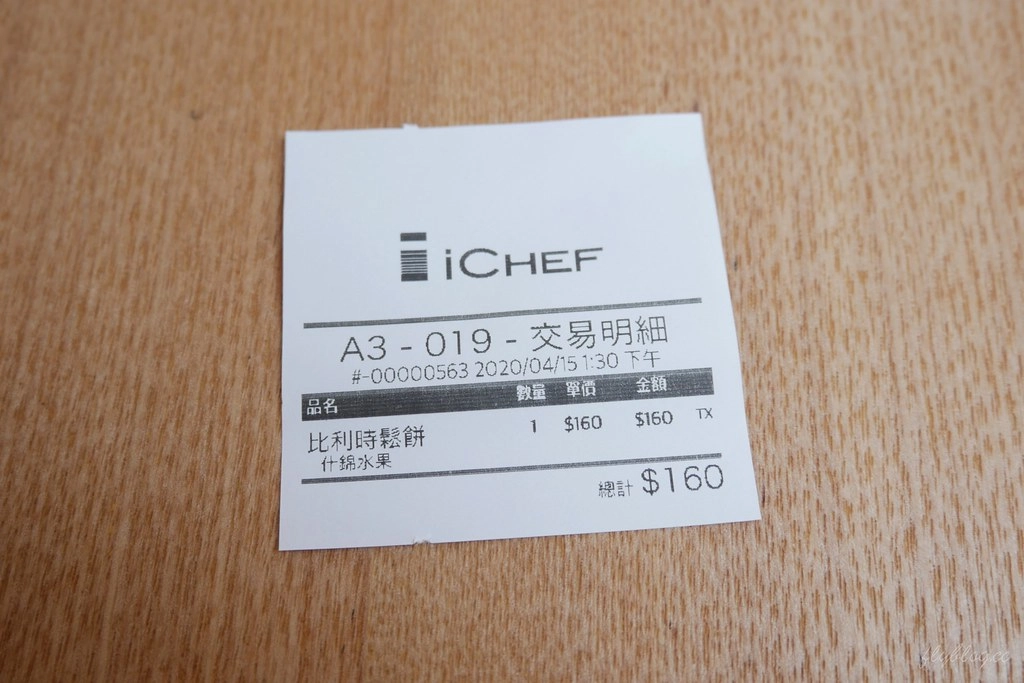 iCHEF
A3 - 019 - 交易明細
#-00000563 2020/04/15 1:30 下午
品名 數量 單價 金額
比利時鬆餅 1 $160 $160 TX
什錦水果
總計 $160